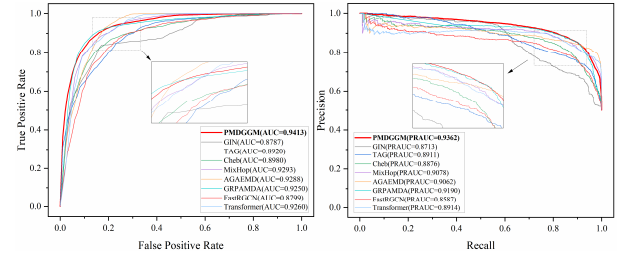 1.0
0.8
0.6
0.4
0.2
0.0
True Positive Rate
0.0
0.2
0.4
0.6
0.8
1.0
False Positive Rate
PMDGGM(AUC=0.9413)
GIN(AUC=0.8787)
TAG(AUC=0.8920)
Cheb(AUC=0.8980)
MixHop(AUC=0.9293)
AGAEMD(AUC=0.9288)
GRPAMDA(AUC=0.9250)
FastRGCN(AUC=0.8799)
Transformer(AUC=0.9260)
1.0
0.8
0.6
0.4
0.2
0.0
Precision
0.0
0.2
0.4
0.6
0.8
1.0
Recall
PMDGGM(PRAUC=0.9362)
GIN(PRAUC=0.8713)
TAG(PRAUC=0.8911)
Cheb(PRAUC=0.8876)
MixHop(PRAUC=0.9078)
AGAEMD(PRAUC=0.9062)
GRPAMDA(PRAUC=0.9190)
FastRGCN(PRAUC=0.8587)
Transformer(PRAUC=0.8914)